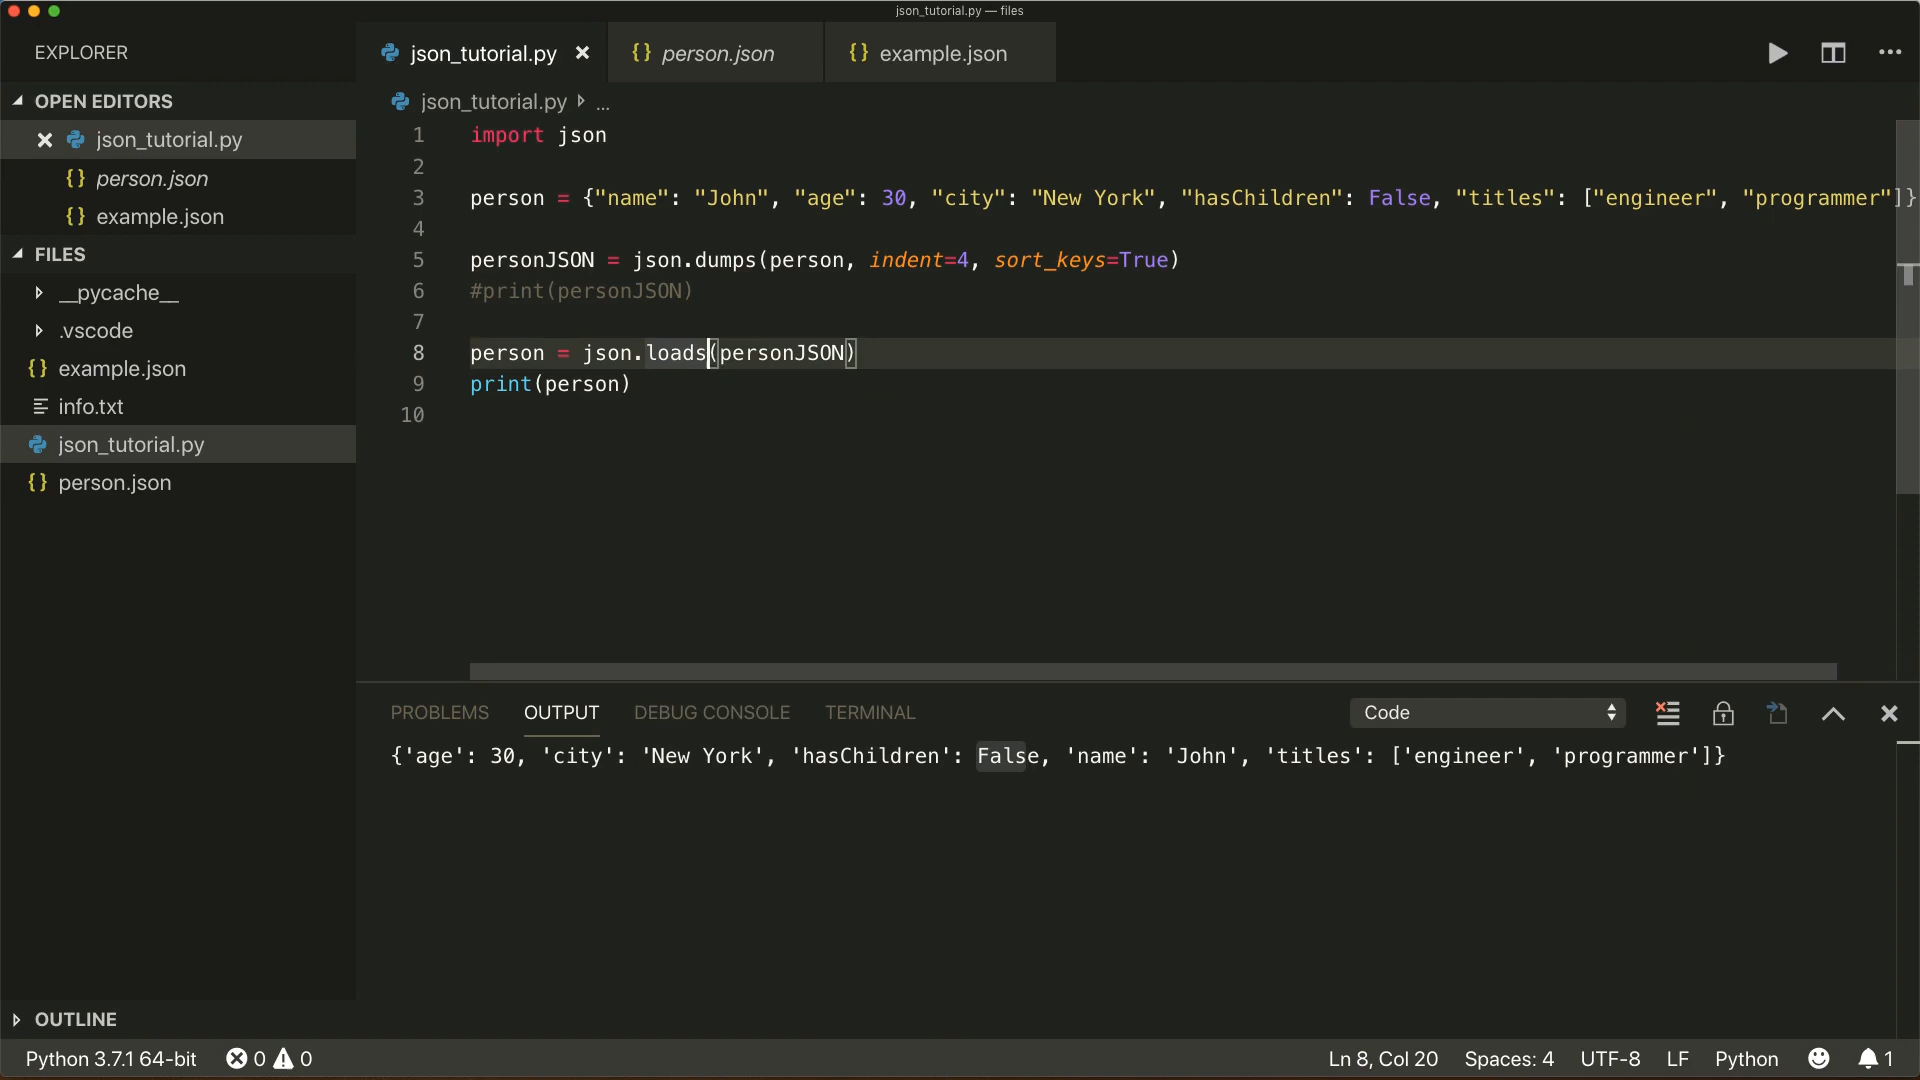 json_tutorial.py — files
EXPLORER
json_tutorial.py
person.json
example.json
OPEN EDITORS
json_tutorial.py
person.json
example.json
FILES
__pycache__
.vscode
example.json
info.txt
json_tutorial.py
person.json
OUTLINE
json_tutorial.py ...
1 import json
2
3 person = {"name": "John", "age": 30, "city": "New York", "hasChildren": False, "titles": ["engineer", "programmer"]}
4
5 personJSON = json.dumps(person, indent=4, sort_keys=True)
6 #print(personJSON)
7
8 person = json.loads(personJSON)
9 print(person)
10
PROBLEMS OUTPUT DEBUG CONSOLE TERMINAL Code
{'age': 30, 'city': 'New York', 'hasChildren': False, 'name': 'John', 'titles': ['engineer', 'programmer']}
Python 3.7.1 64-bit 0 0 Ln 8, Col 20 Spaces: 4 UTF-8 LF Python 1